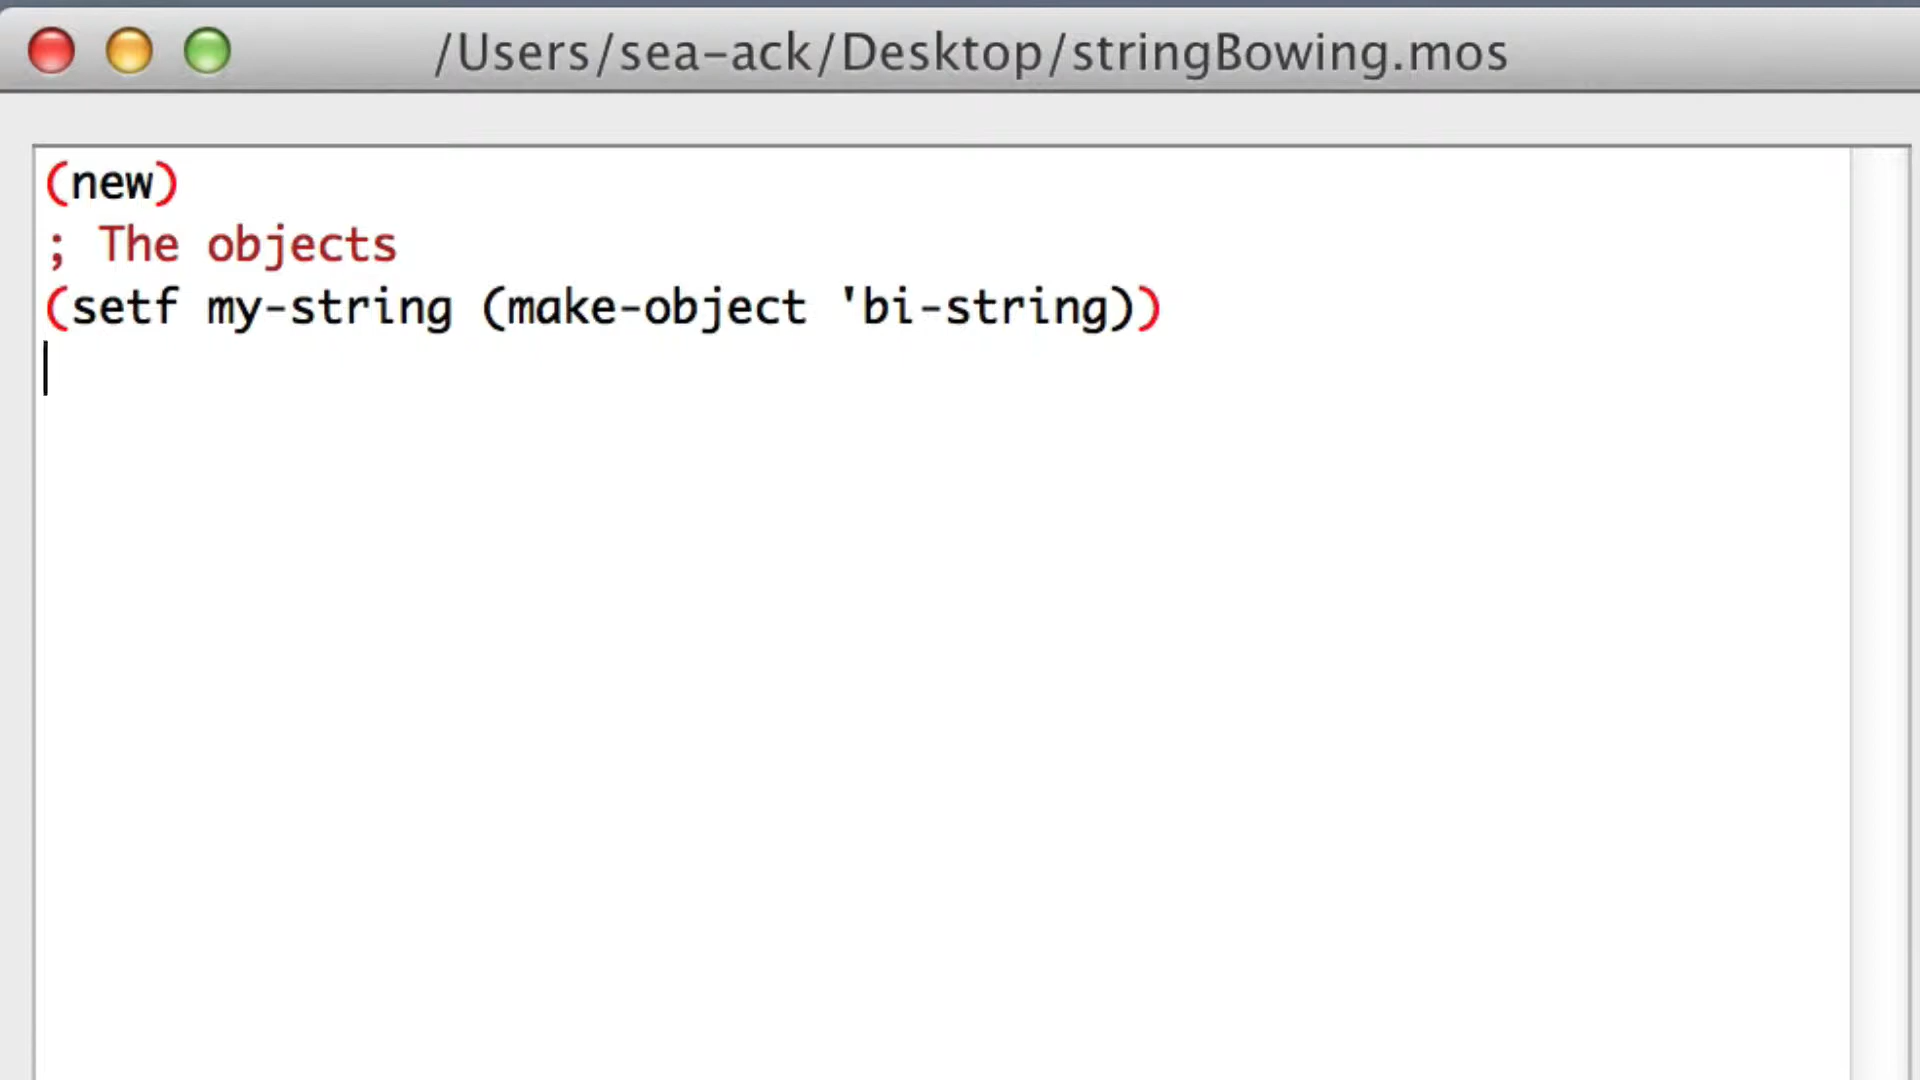 /Users/sea-ack/Desktop/stringBowing.mos
(new)
; The objects
(setf my-string (make-object 'bi-string))